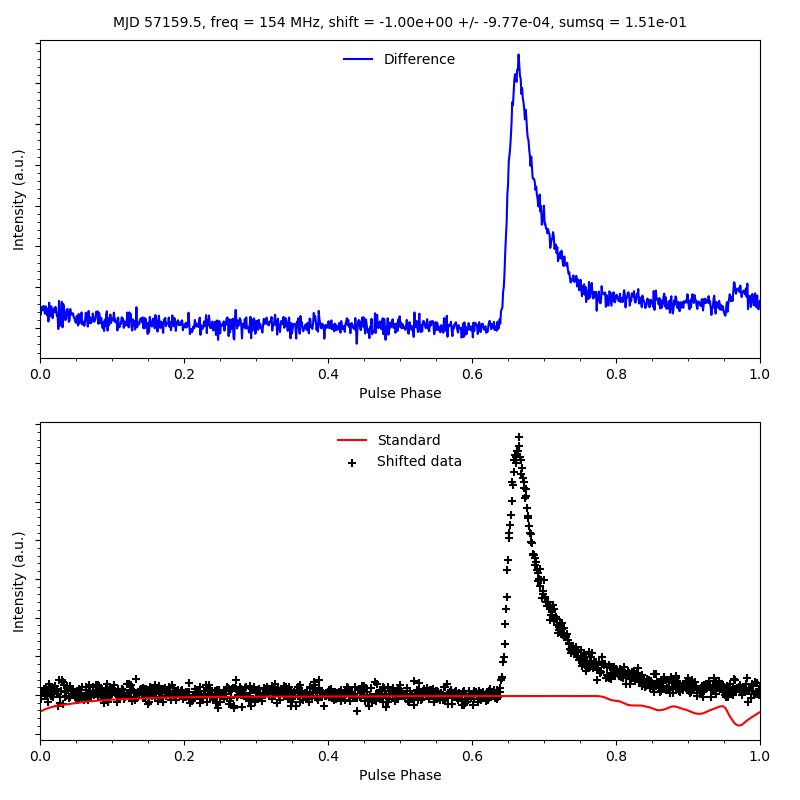 MJD 57159.5, freq = 154 MHz, shift = -1.00e+00 +/- -9.77e-04, sumsq = 1.51e-01
Difference
Intensity (a.u.)
0.0 0.2 0.4 0.6 0.8 1.0
Pulse Phase
Standard
Shifted data
Intensity (a.u.)
0.0 0.2 0.4 0.6 0.8 1.0
Pulse Phase